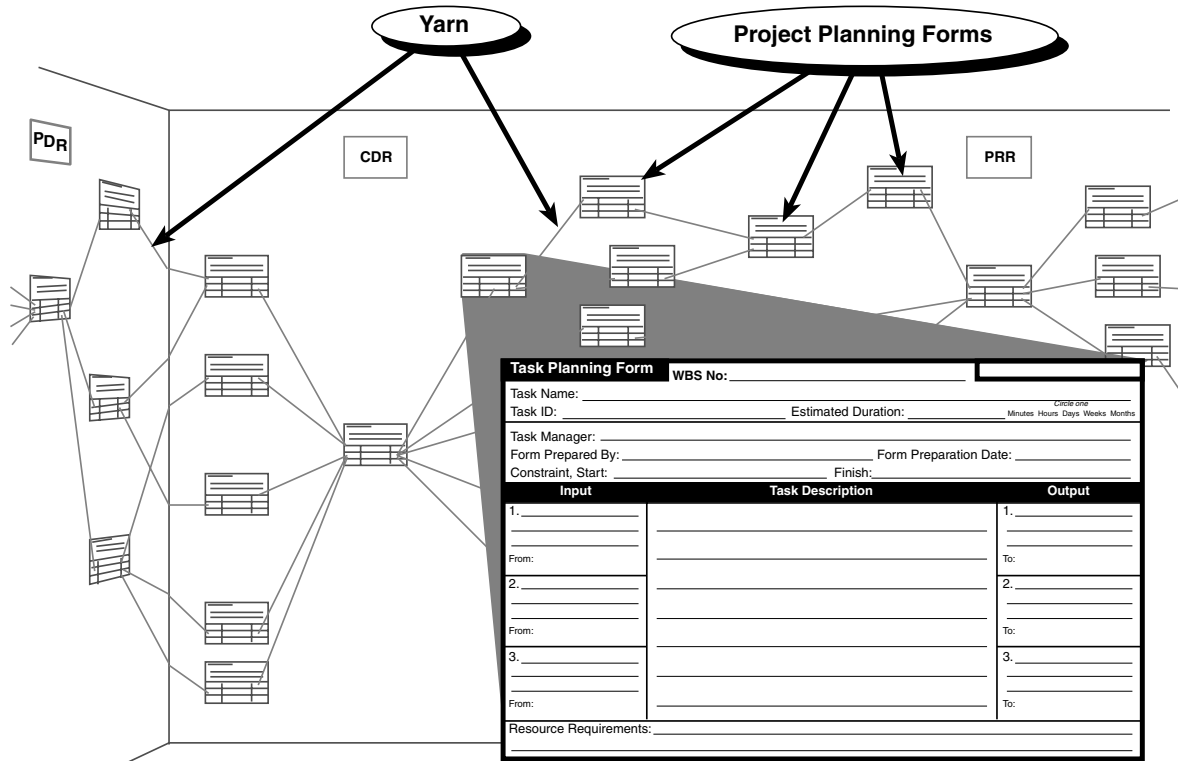 Yarn
Project Planning Forms
PDR
CDR
PRR
Task Planning Form WBS No:
Task Name:
Circle one
Task ID: Estimated Duration: Minutes Hours Days Weeks Months
Task Manager:
Form Prepared By: Form Preparation Date:
Constraint, Start: Finish:
Input Task Description Output
1. 1.
From: To:
2. 2.
From: To:
3. 3.
From: To:
Resource Requirements: